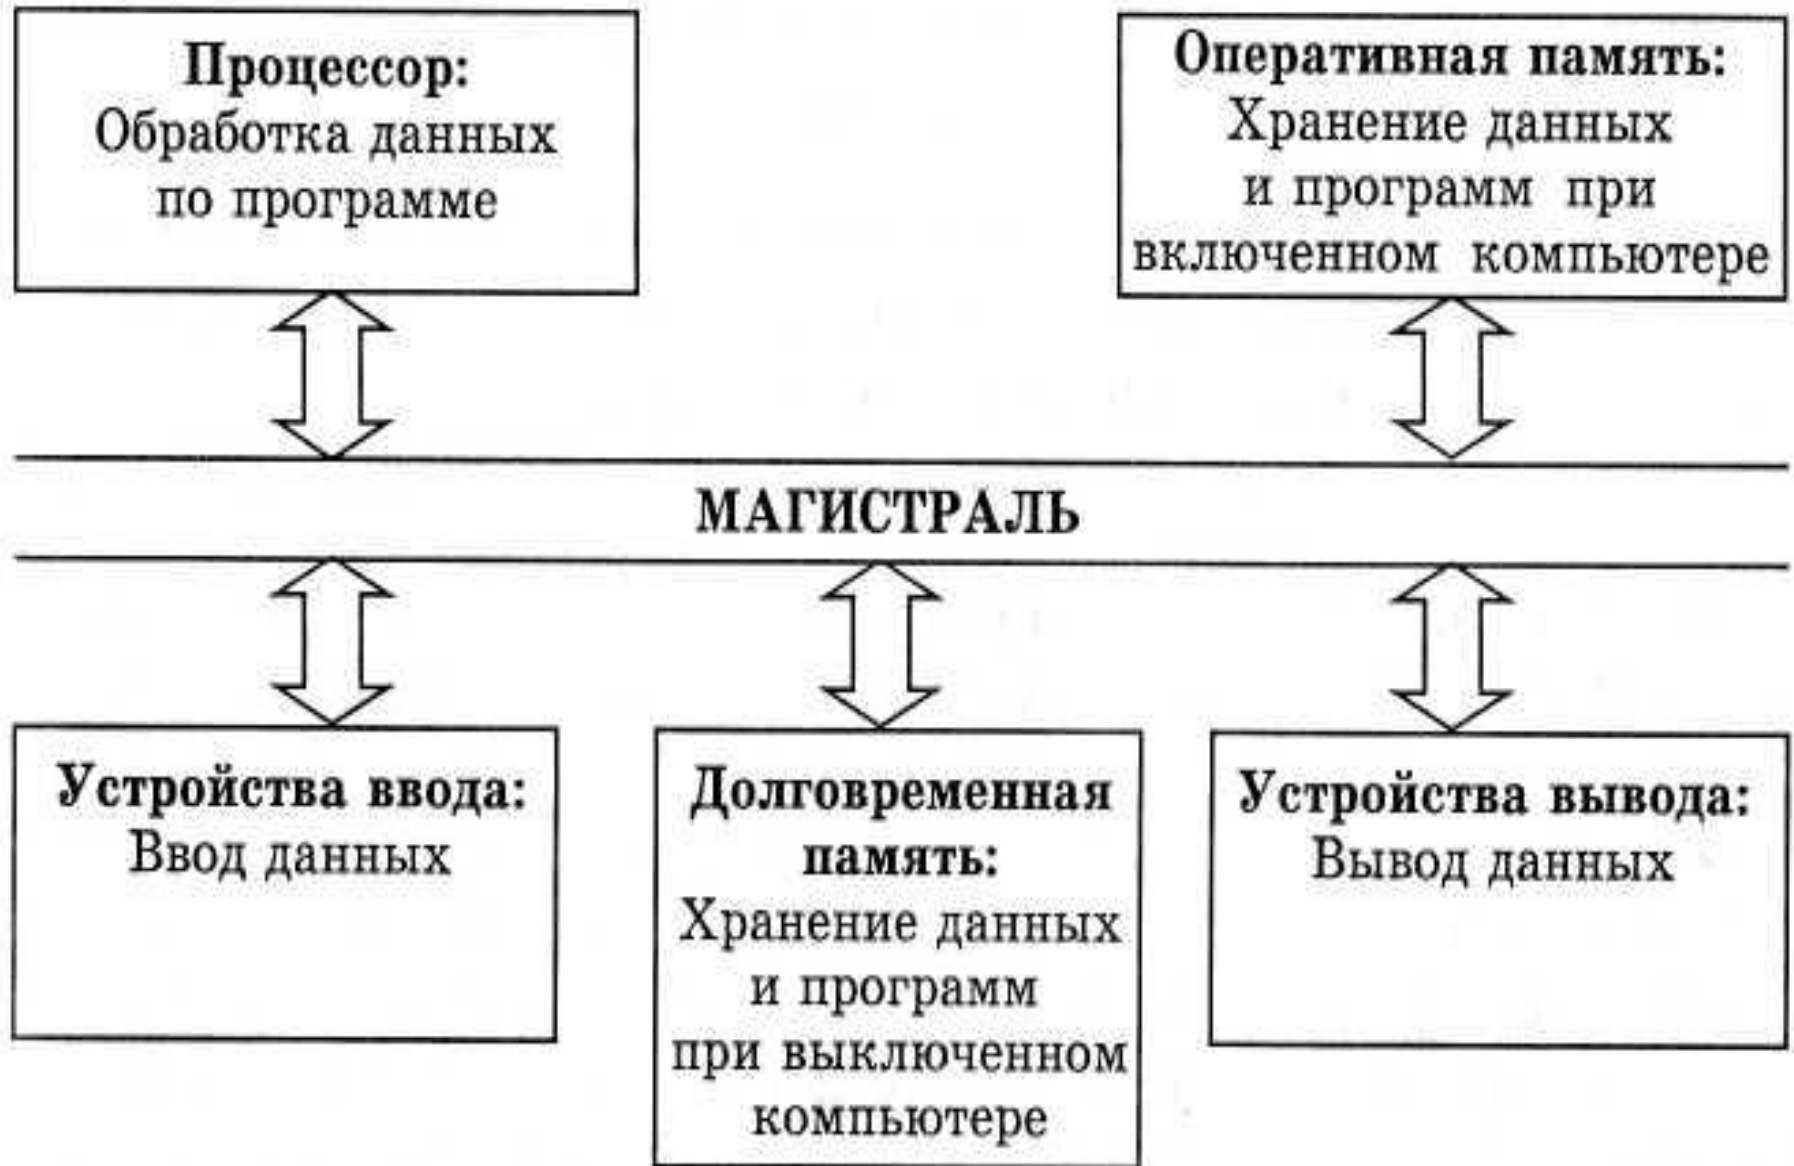 Процессор:
Обработка данных
по программе
Оперативная память:
Хранение данных
и программ при
включенном компьютере
МАГИСТРАЛЬ
Устройства ввода:
Ввод данных
Долговременная
память:
Хранение данных
и программ
при выключенном
компьютере
Устройства вывода:
Вывод данных